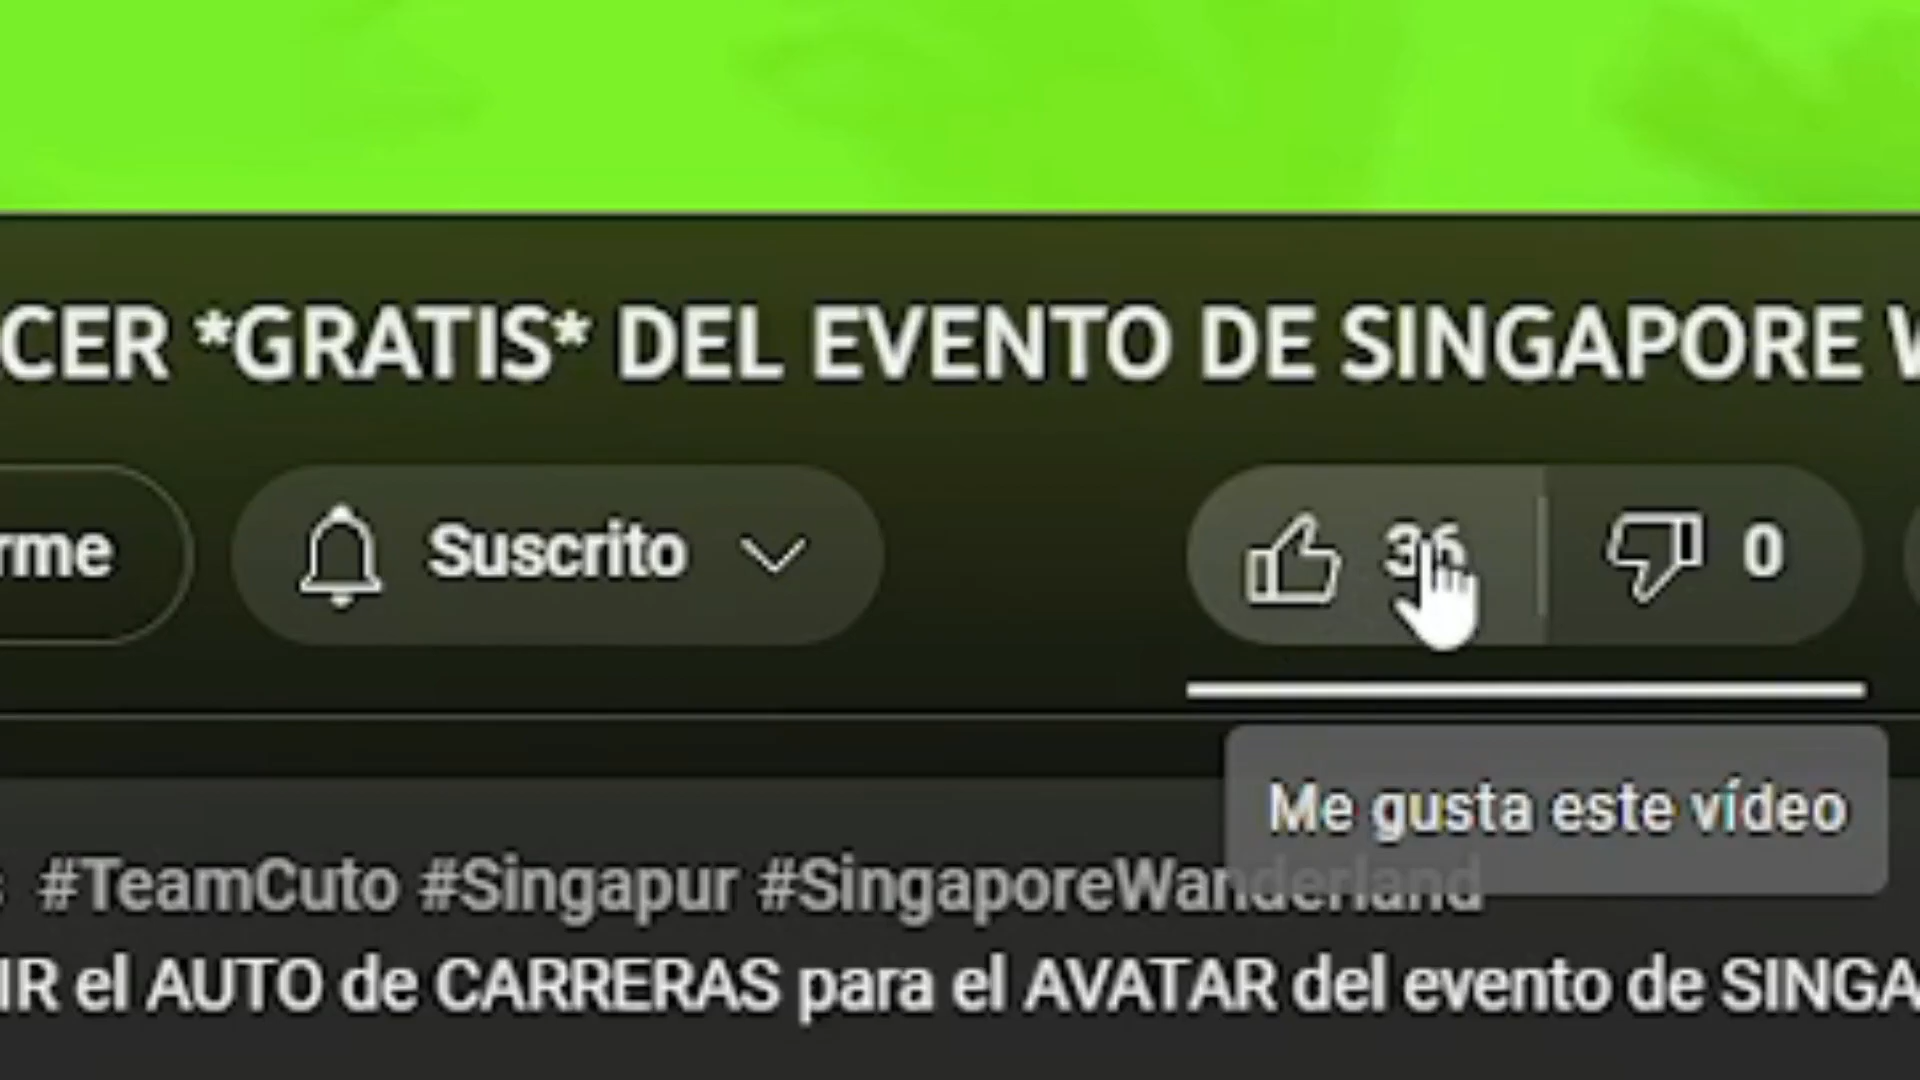 CER *GRATIS* DEL EVENTO DE SINGAPORE W
rme Suscrito 36 0
Me gusta este vídeo
#TeamCuto #Singapur #SingaporeWanderland
IR el AUTO de CARRERAS para el AVATAR del evento de SINGA